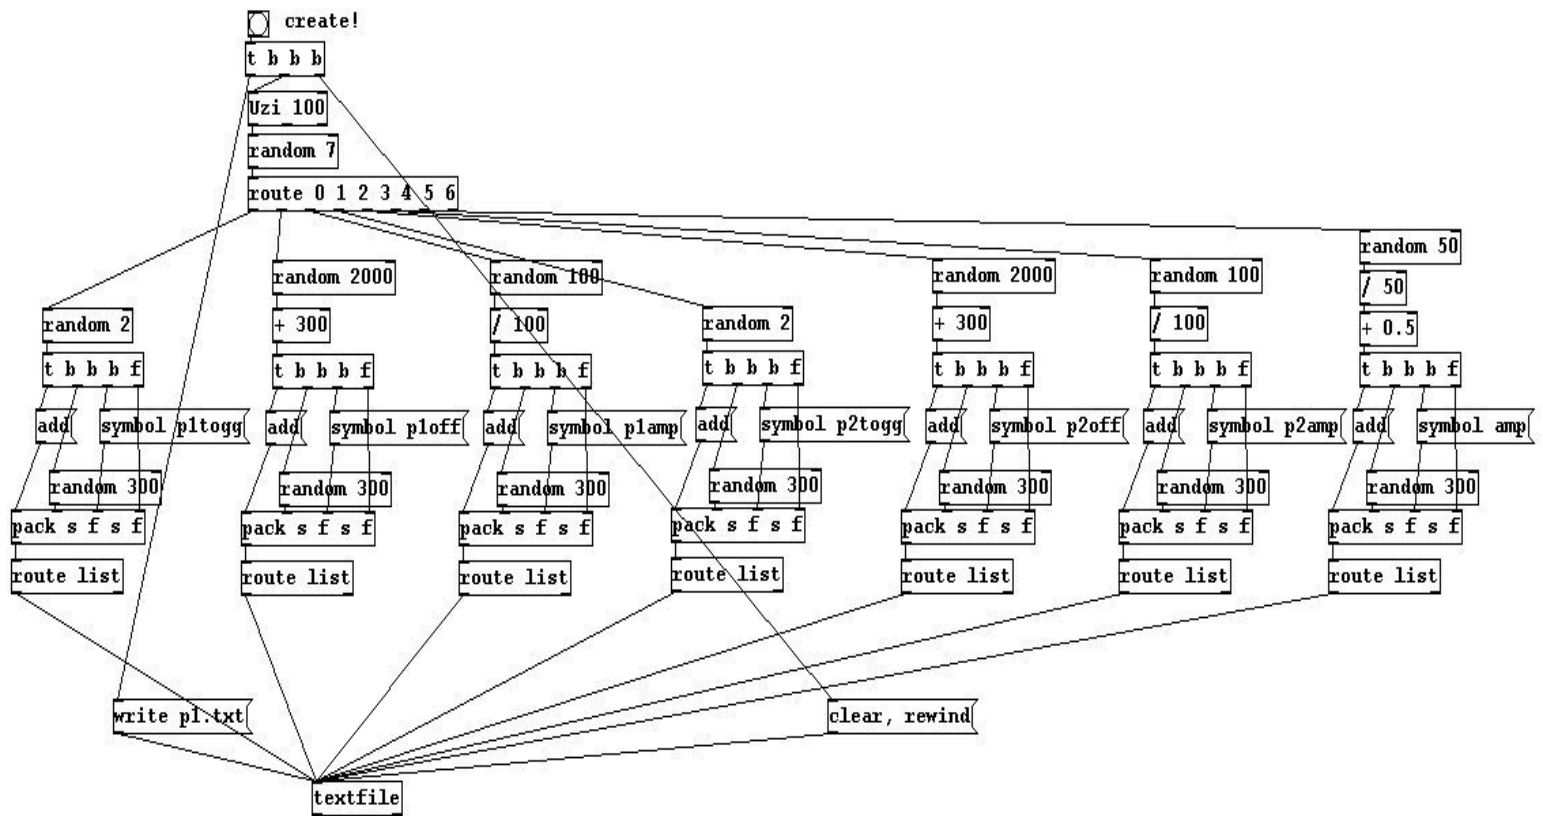 create!
t b b b
Uzi 100
random 7
route 0 1 2 3 4 5 6
random 2
t b b b f
add
symbol p1togg
random 300
pack s f s f
route list
random 2000
+ 300
t b b b f
add
symbol p1off
random 300
pack s f s f
route list
random 100
/ 100
t b b b f
add
symbol p1amp
random 300
pack s f s f
route list
random 2
t b b b f
add
symbol p2togg
random 300
pack s f s f
route list
random 2000
+ 300
t b b b f
add
symbol p2off
random 300
pack s f s f
route list
random 100
/ 100
t b b b f
add
symbol p2amp
random 300
pack s f s f
route list
random 50
/ 50
+ 0.5
t b b b f
add
symbol amp
random 300
pack s f s f
route list
write p1.txt
clear, rewind
textfile